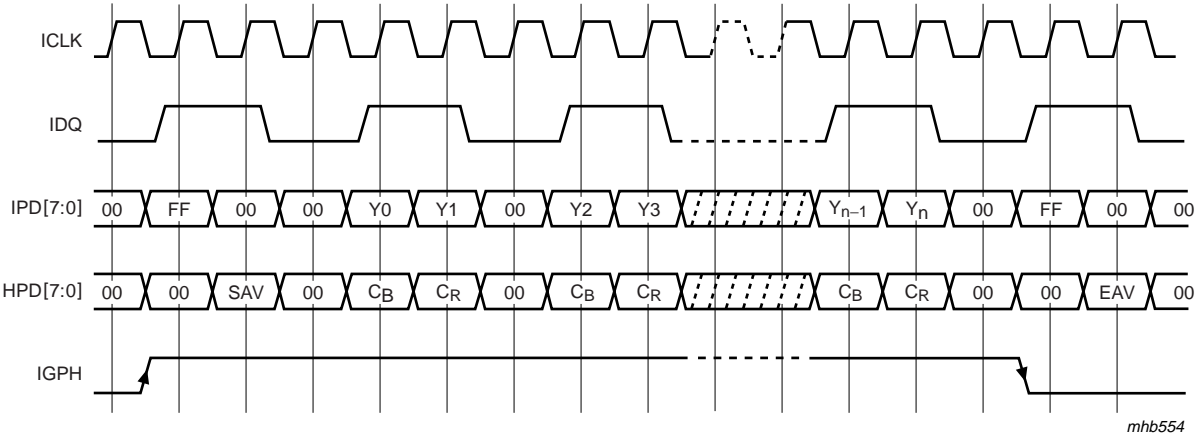 ICLK
IDQ
IPD[7:0] 00 FF 00 00 Y0 Y1 00 Y2 Y3 Yn–1 Yn 00 FF 00 00
HPD[7:0] 00 00 SAV 00 CB CR 00 CB CR CB CR 00 00 EAV 00
IGPH
mhb554